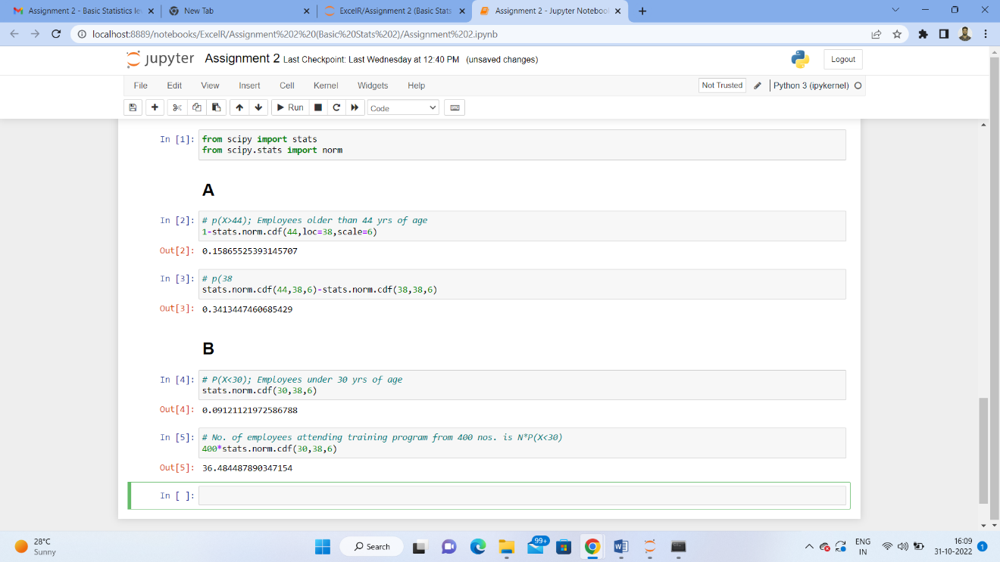 Assignment 2 - Basic Statistics lev
New Tab
ExcelR/Assignment 2 (Basic Stats
Assignment 2 - Jupyter Notebook
localhost:8889/notebooks/ExcelR/Assignment%202%20(Basic%20Stats%202)/Assignment%202.ipynb
jupyter Assignment 2 Last Checkpoint: Last Wednesday at 12:40 PM (unsaved changes)
Logout
File Edit View Insert Cell Kernel Widgets Help
Not Trusted Python 3 (ipykernel)
Run Code
In [1]: from scipy import stats
from scipy.stats import norm
A
In [2]: # p(X>44); Employees older than 44 yrs of age
1-stats.norm.cdf(44,loc=38,scale=6)
Out[2]: 0.15865525393145707
In [3]: # p(38
stats.norm.cdf(44,38,6)-stats.norm.cdf(38,38,6)
Out[3]: 0.3413447460685429
B
In [4]: # P(X<30); Employees under 30 yrs of age
stats.norm.cdf(30,38,6)
Out[4]: 0.09121121972586788
In [5]: # No. of employees attending training program from 400 nos. is N*P(X<30)
400*stats.norm.cdf(30,38,6)
Out[5]: 36.484487890347154
In [ ]:
28°C
Sunny
Search
99+
ENG
IN
16:09
31-10-2022
1